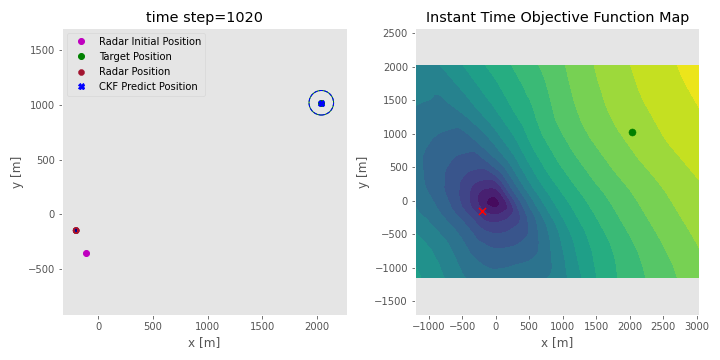 time step=1020
Radar Initial Position
Target Position
Radar Position
CKF Predict Position
1500
1000
500
0
−500
y [m]
0
500
1000
1500
2000
x [m]
Instant Time Objective Function Map
2500
2000
1500
1000
500
0
−500
−1000
−1500
y [m]
−1000
−500
0
500
1000
1500
2000
2500
3000
x [m]